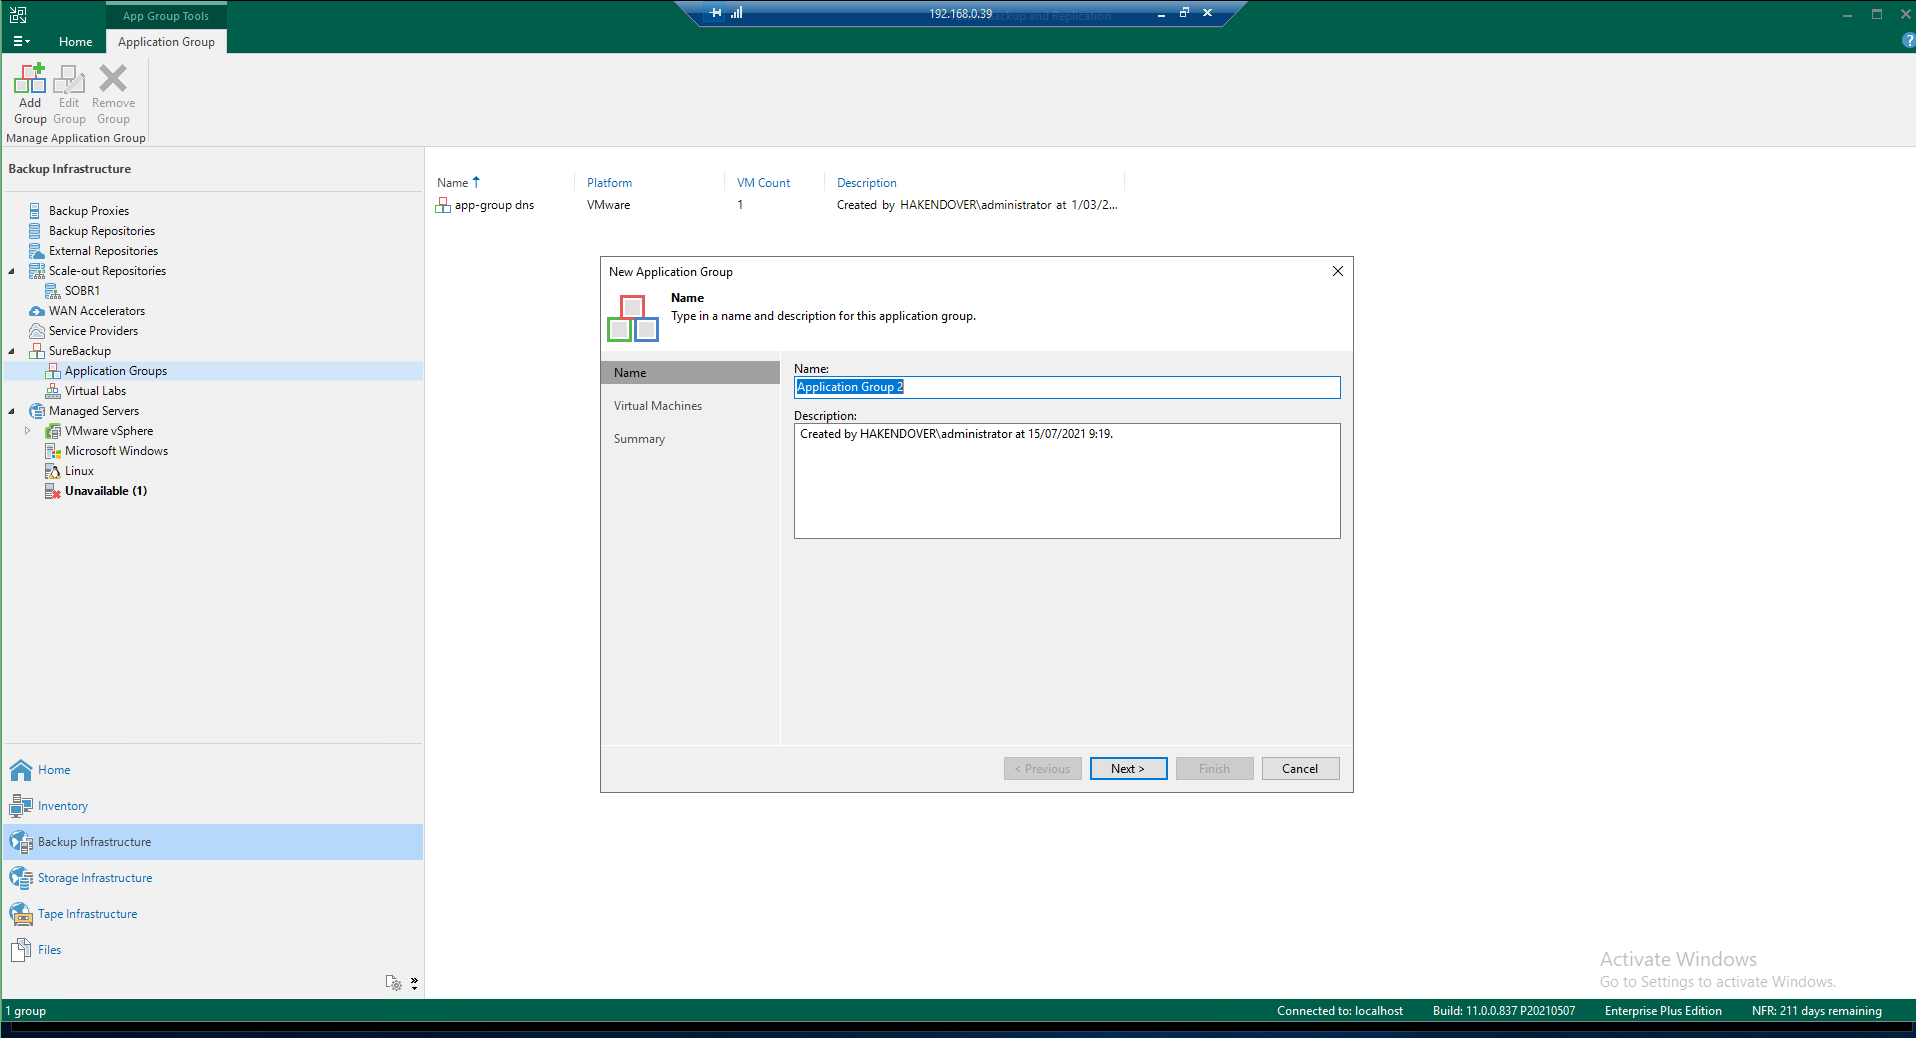 App Group Tools
192.168.0.39
ackup and Replication
Home
Application Group
Add Group
Edit Group
Remove Group
Manage Application Group
Backup Infrastructure
Backup Proxies
Backup Repositories
External Repositories
Scale-out Repositories
SOBR1
WAN Accelerators
Service Providers
SureBackup
Application Groups
Virtual Labs
Managed Servers
VMware vSphere
Microsoft Windows
Linux
Unavailable (1)
Home
Inventory
Backup Infrastructure
Storage Infrastructure
Tape Infrastructure
Files
Name Platform VM Count Description
app-group dns VMware 1 Created by HAKENDOVER\administrator at 1/03/2...
New Application Group
Name
Type in a name and description for this application group.
Name
Virtual Machines
Summary
Name:
Application Group 2
Description:
Created by HAKENDOVER\administrator at 15/07/2021 9:19.
< Previous
Next >
Finish
Cancel
Activate Windows
Go to Settings to activate Windows.
1 group
Connected to: localhost
Build: 11.0.0.837 P20210507
Enterprise Plus Edition
NFR: 211 days remaining